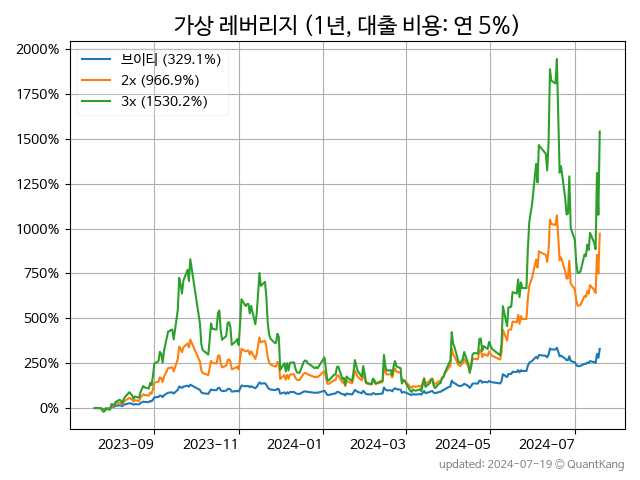 가상 레버리지 (1년, 대출 비용: 연 5%)
브이티 (329.1%)
2x (966.9%)
3x (1530.2%)
2000%
1750%
1500%
1250%
1000%
750%
500%
250%
0%
2023-09 2023-11 2024-01 2024-03 2024-05 2024-07
updated: 2024-07-19 © QuantKang